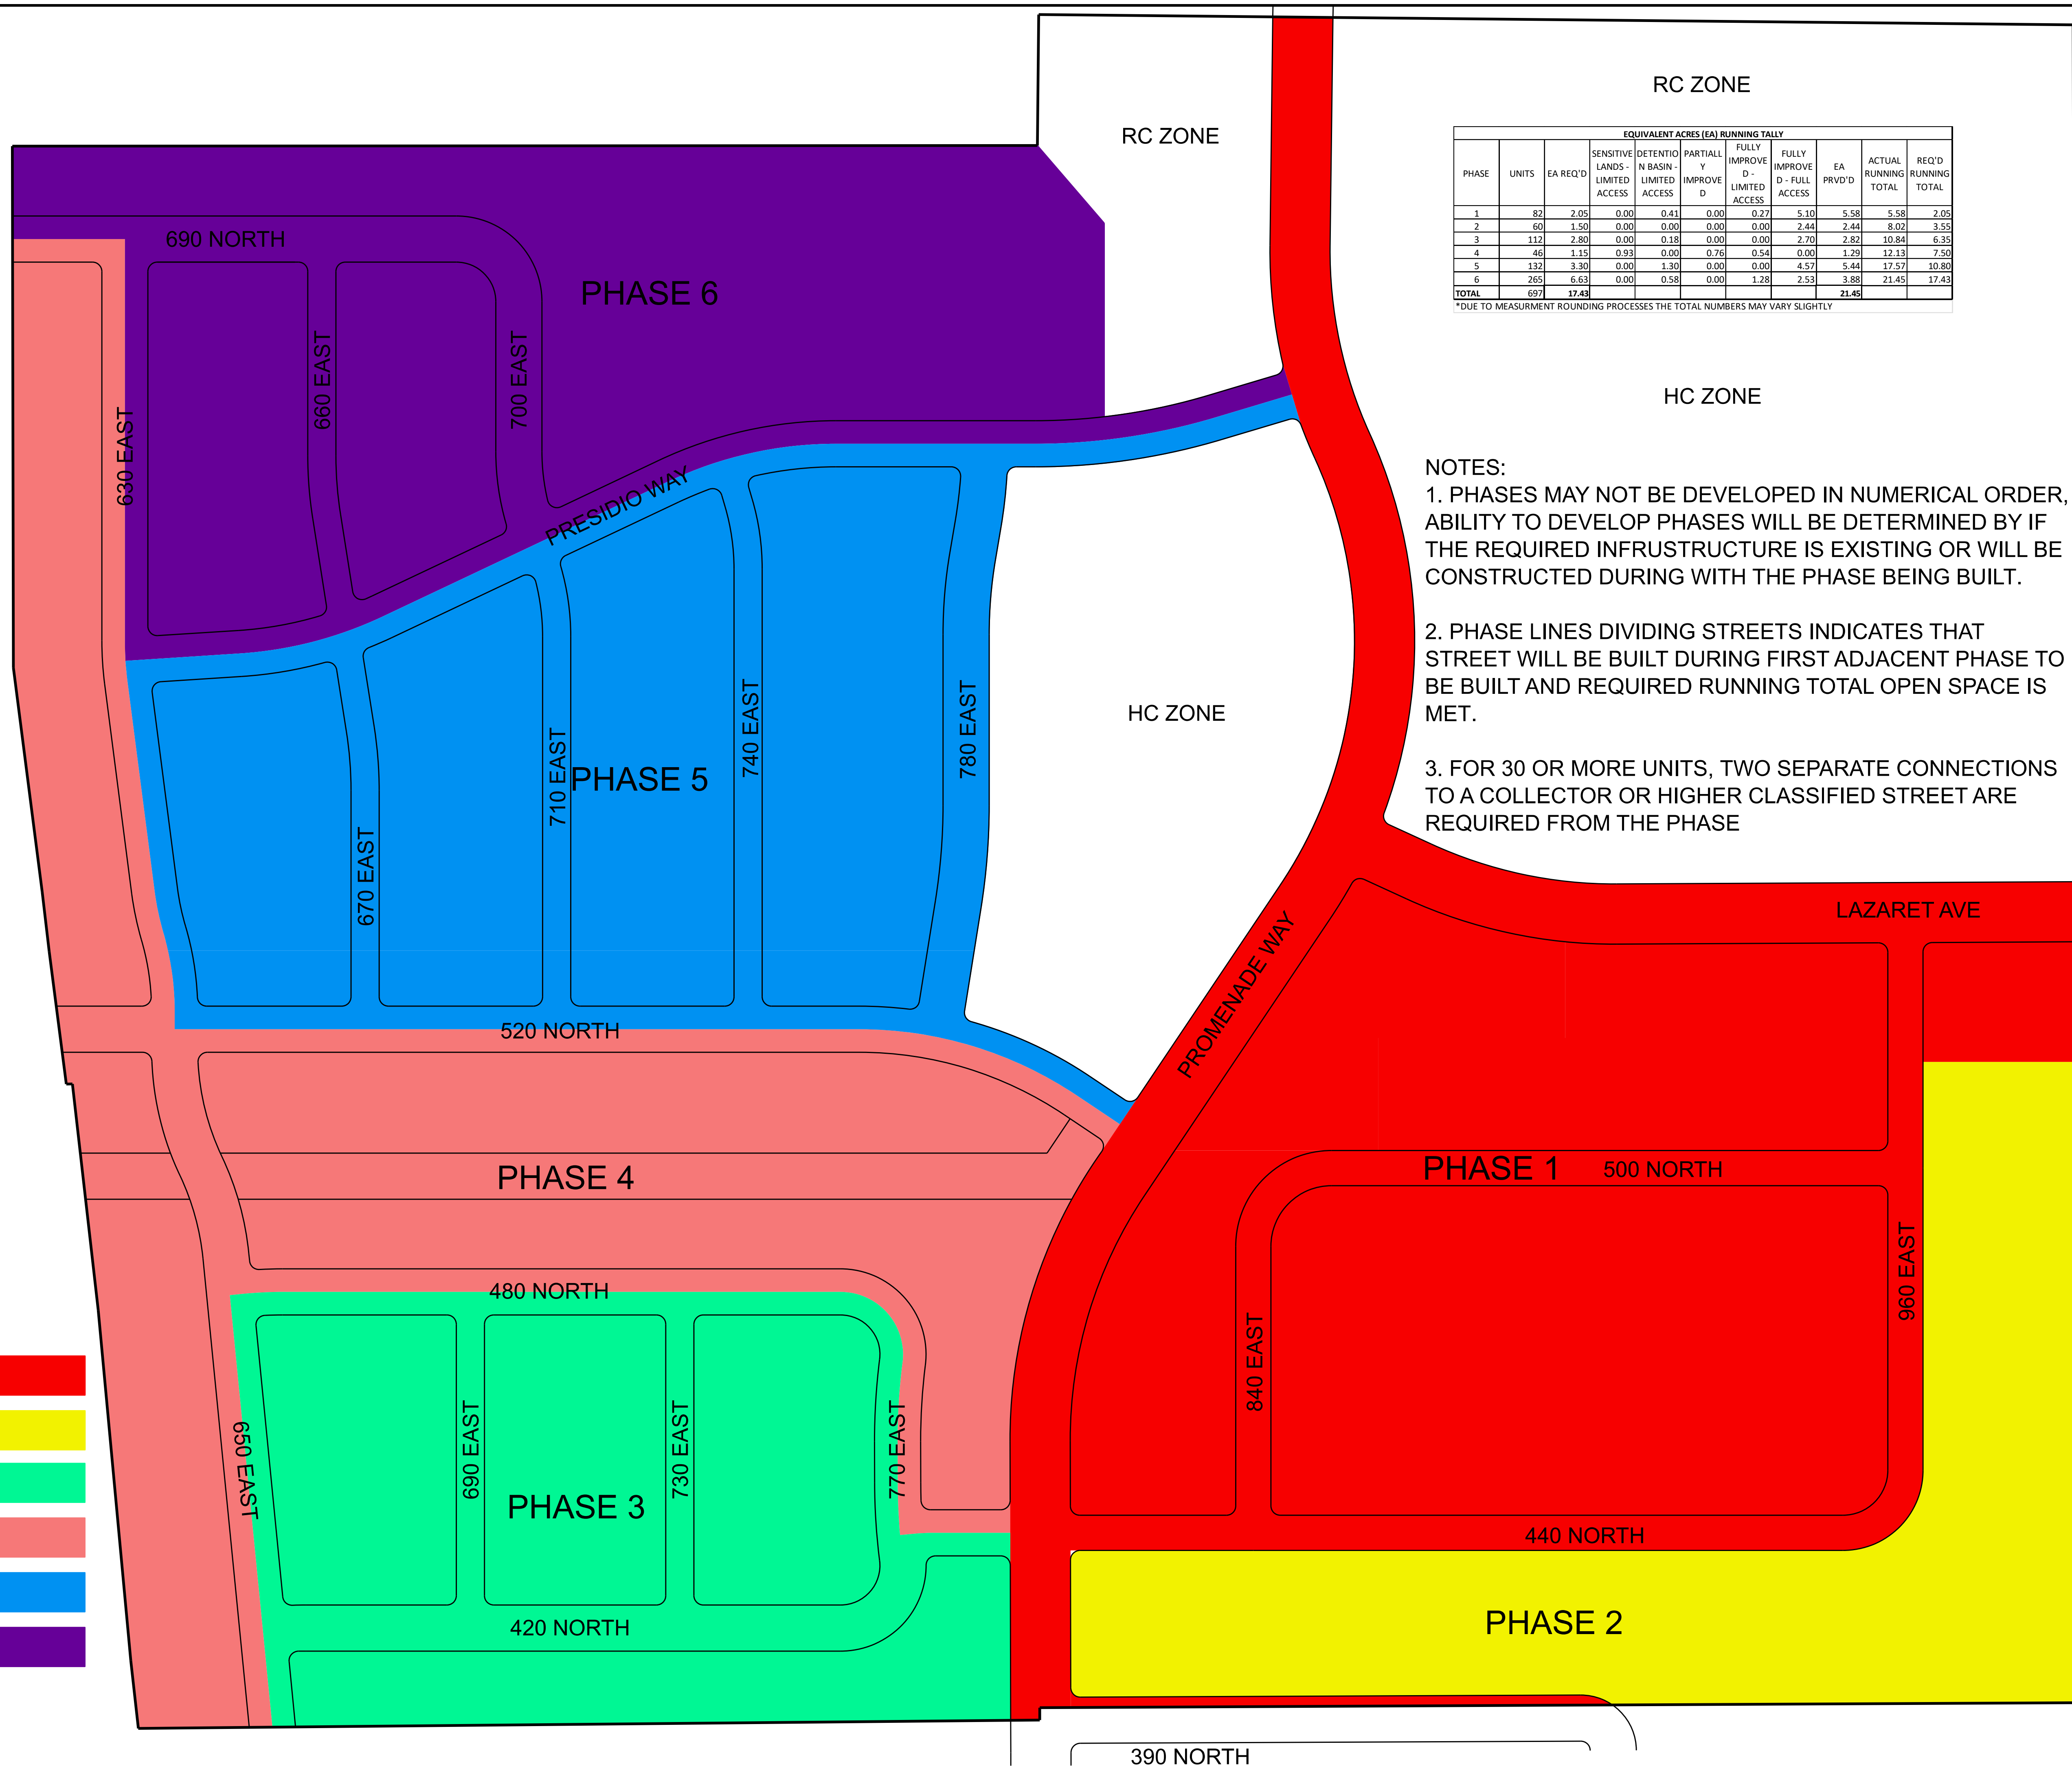 RC ZONE
RC ZONE
EQUIVALENT ACRES (EA) RUNNING TALLY
PHASE UNITS EA REQ'D SENSITIVE LANDS - LIMITED ACCESS DETENTIO N BASIN - LIMITED ACCESS PARTIALL Y IMPROVE D FULLY IMPROVE D - LIMITED ACCESS FULLY IMPROVE D - FULL ACCESS EA PRVD'D ACTUAL RUNNING TOTAL REQ'D RUNNING TOTAL
1 82 2.05 0.00 0.41 0.00 0.27 5.10 5.58 5.58 2.05
2 60 1.50 0.00 0.00 0.00 0.00 2.44 2.44 8.02 3.55
3 112 2.80 0.00 0.18 0.00 0.00 2.70 2.82 10.84 6.35
4 46 1.15 0.93 0.00 0.76 0.54 0.00 1.29 12.13 7.50
5 132 3.30 0.00 1.30 0.00 0.00 4.57 5.44 17.57 10.80
6 265 6.63 0.00 0.58 0.00 1.28 2.53 3.88 21.45 17.43
TOTAL 697 17.43 21.45
*DUE TO MEASURMENT ROUNDING PROCESSES THE TOTAL NUMBERS MAY VARY SLIGHTLY
690 NORTH
PHASE 6
660 EAST
700 EAST
630 EAST
HC ZONE
PRESIDIO WAY
NOTES:
1. PHASES MAY NOT BE DEVELOPED IN NUMERICAL ORDER,
ABILITY TO DEVELOP PHASES WILL BE DETERMINED BY IF
THE REQUIRED INFRUSTRUCTURE IS EXISTING OR WILL BE
CONSTRUCTED DURING WITH THE PHASE BEING BUILT.
2. PHASE LINES DIVIDING STREETS INDICATES THAT
STREET WILL BE BUILT DURING FIRST ADJACENT PHASE TO
BE BUILT AND REQUIRED RUNNING TOTAL OPEN SPACE IS
MET.
3. FOR 30 OR MORE UNITS, TWO SEPARATE CONNECTIONS
TO A COLLECTOR OR HIGHER CLASSIFIED STREET ARE
REQUIRED FROM THE PHASE
HC ZONE
670 EAST
710 EAST
PHASE 5
740 EAST
780 EAST
LAZARET AVE
PROMENADE WAY
520 NORTH
PHASE 4
PHASE 1
500 NORTH
480 NORTH
960 EAST
840 EAST
650 EAST
690 EAST
730 EAST
770 EAST
PHASE 3
440 NORTH
420 NORTH
PHASE 2
390 NORTH